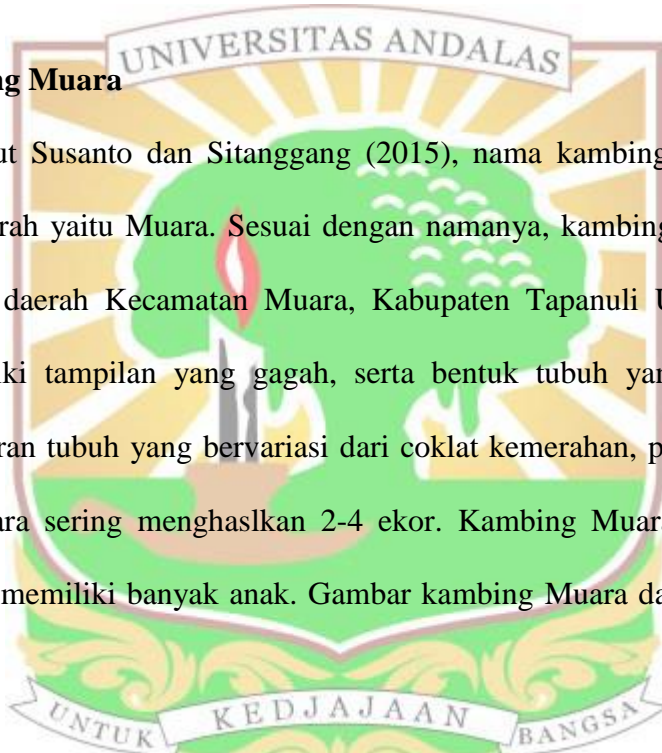 UNIVERSITAS ANDALAS
ng Muara
ut Susanto dan Sitanggang (2015), nama kambing
rah yaitu Muara. Sesuai dengan namanya, kambing
daerah Kecamatan Muara, Kabupaten Tapanuli U
ki tampilan yang gagah, serta bentuk tubuh yan
ran tubuh yang bervariasi dari coklat kemerahan, p
ara sering menghaslkan 2-4 ekor. Kambing Muara
memiliki banyak anak. Gambar kambing Muara da
UNTUK KEDJAJAAN BANGSA